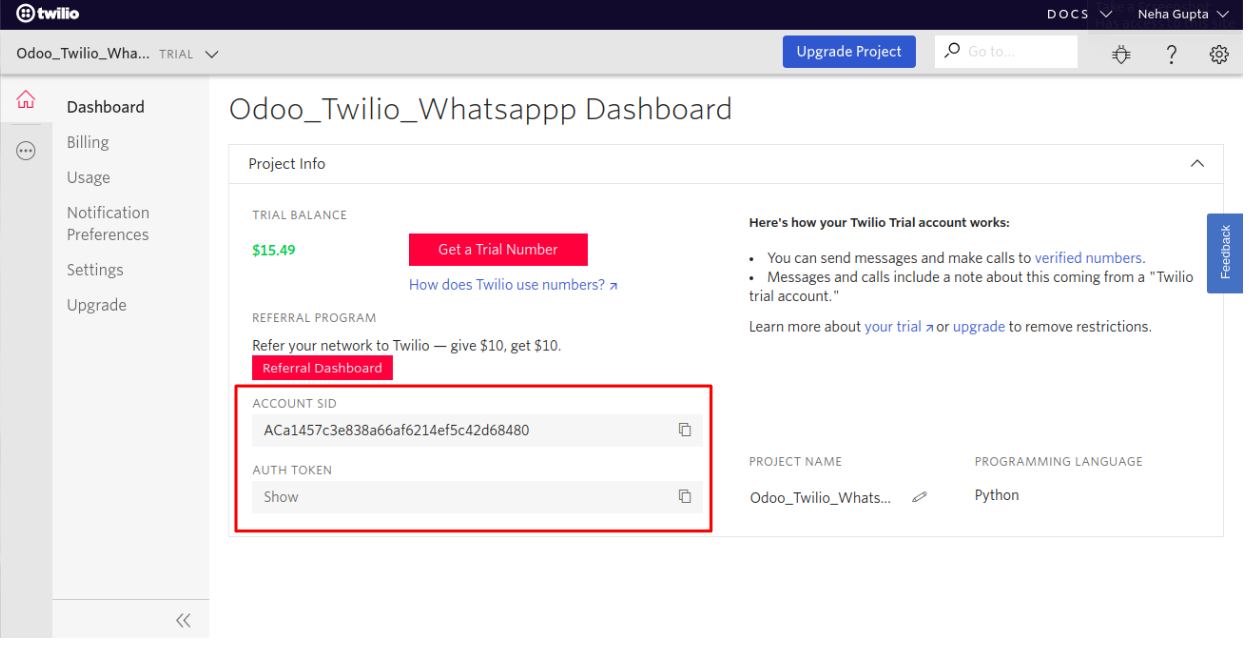 twilio
DOCS
Neha Gupta
Odoo_Twilio_Wha... TRIAL
Upgrade Project
Go to...
?
Dashboard
Billing
Usage
Notification
Preferences
Settings
Upgrade
Odoo_Twilio_Whatsappp Dashboard
Project Info
TRIAL BALANCE
$15.49
Get a Trial Number
How does Twilio use numbers?
REFERRAL PROGRAM
Refer your network to Twilio — give $10, get $10.
Referral Dashboard
ACCOUNT SID
ACa1457c3e838a66af6214ef5c42d68480
AUTH TOKEN
Show
Here's how your Twilio Trial account works:
• You can send messages and make calls to verified numbers.
• Messages and calls include a note about this coming from a "Twilio
trial account."
Learn more about your trial or upgrade to remove restrictions.
PROJECT NAME
Odoo_Twilio_Whats...
PROGRAMMING LANGUAGE
Python
Feedback